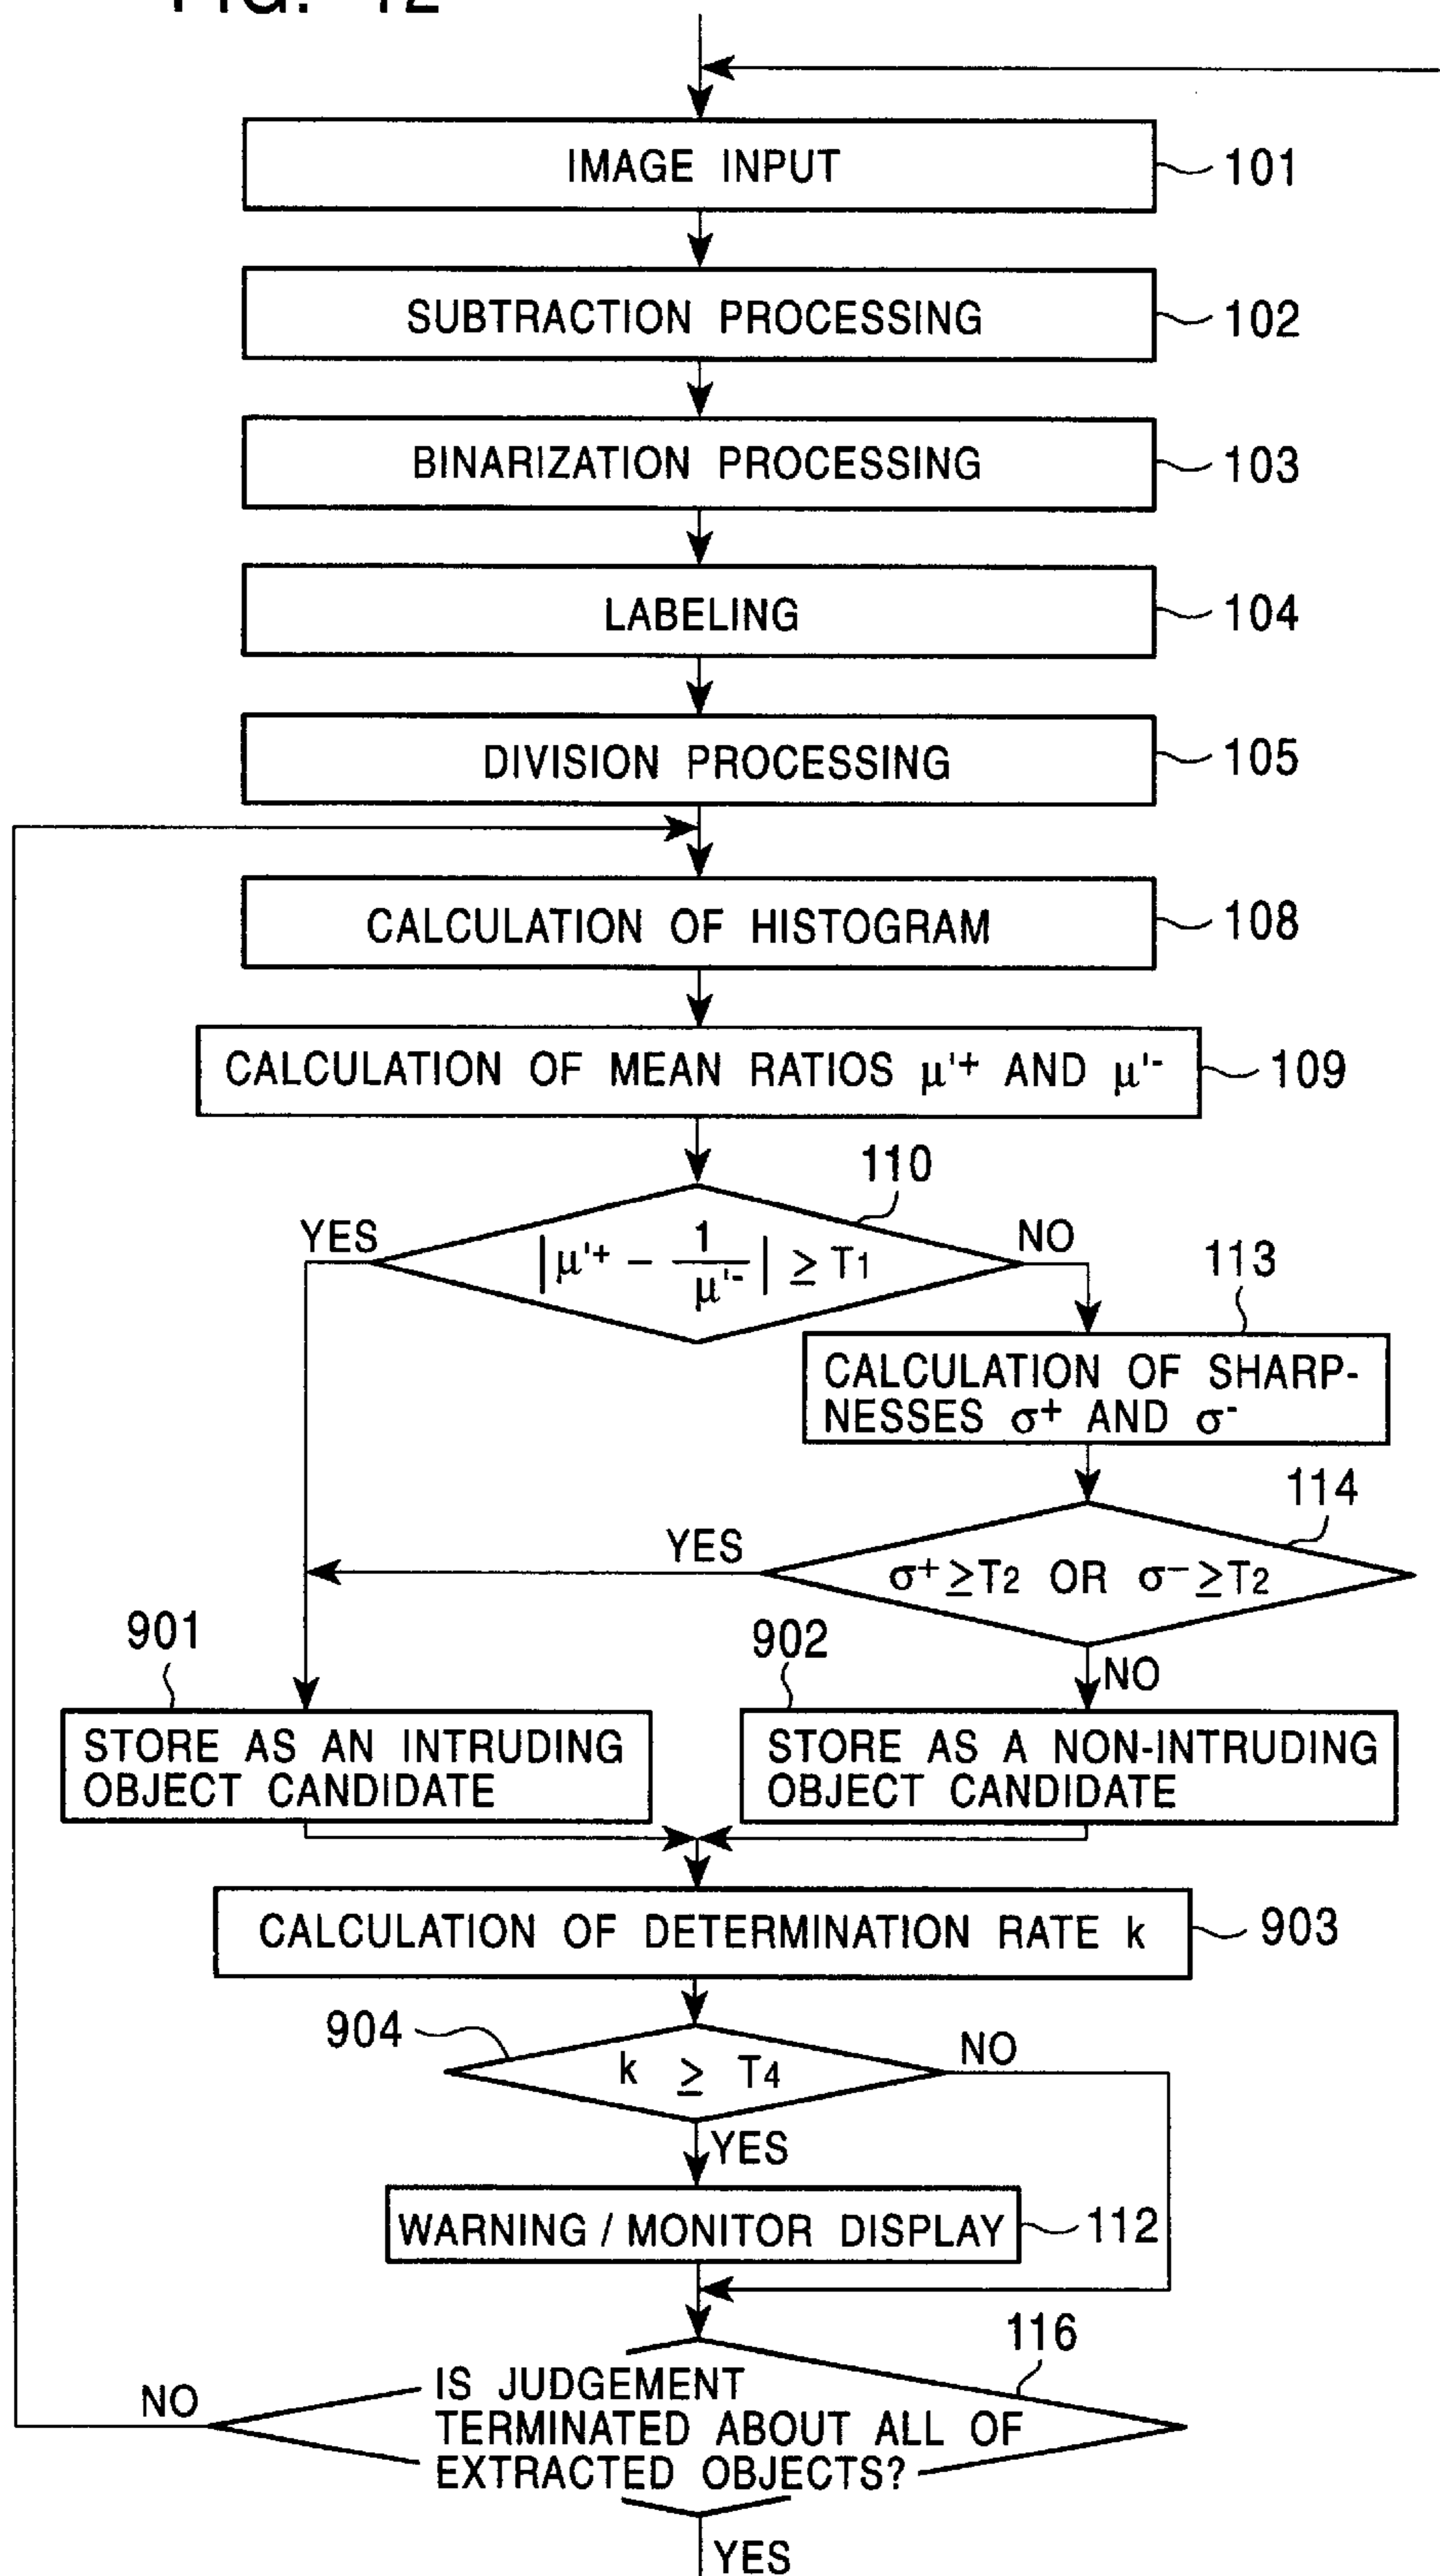 FIG. 12
IMAGE INPUT
101
SUBTRACTION PROCESSING
102
BINARIZATION PROCESSING
103
LABELING
104
DIVISION PROCESSING
105
CALCULATION OF HISTOGRAM
108
CALCULATION OF MEAN RATIOS μ'+ AND μ'-
109
110
YES
|μ'+ - 1/μ'-| ≥ T1
NO
113
CALCULATION OF SHARP-
NESSES σ+ AND σ-
114
YES
σ+ ≥T2 OR σ- ≥T2
901
902
NO
STORE AS AN INTRUDING
OBJECT CANDIDATE
STORE AS A NON-INTRUDING
OBJECT CANDIDATE
CALCULATION OF DETERMINATION RATE k
903
904
k ≥ T4
NO
YES
WARNING / MONITOR DISPLAY
112
116
NO
IS JUDGEMENT
TERMINATED ABOUT ALL OF
EXTRACTED OBJECTS?
YES